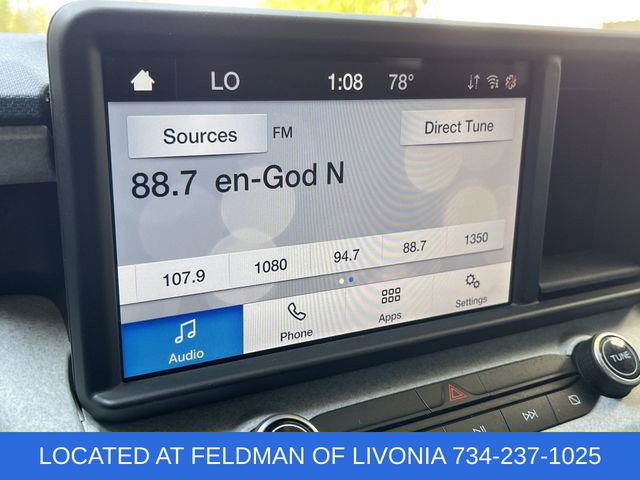 LO 1:08 78°
Sources FM Direct Tune
88.7 en-God N
107.9 1080 94.7 88.7 1350
Audio Phone Apps Settings
TUNE
LOCATED AT FELDMAN OF LIVONIA 734-237-1025